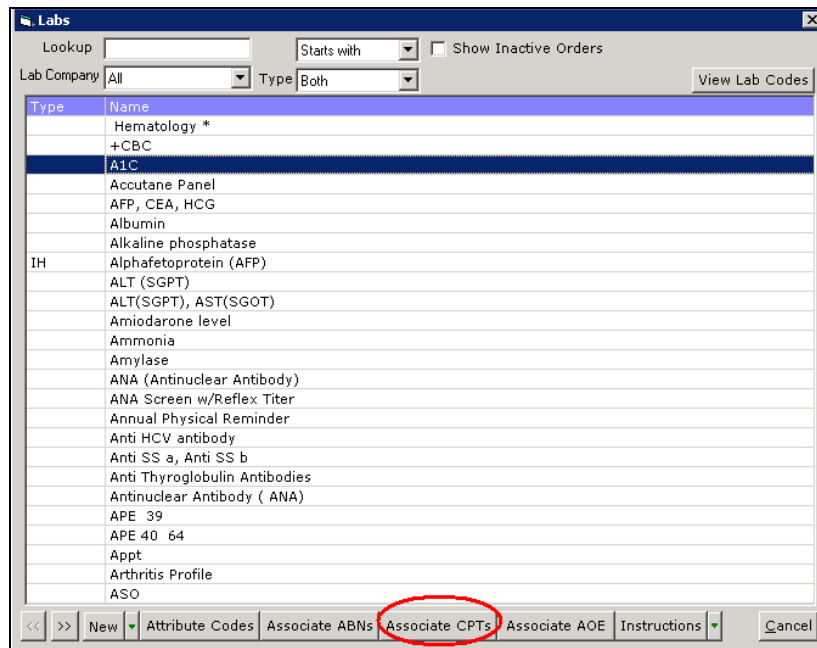 Labs
Lookup Starts with Show Inactive Orders
Lab Company All Type Both View Lab Codes
Type Name
Hematology *
+CBC
A1C
Accutane Panel
AFP, CEA, HCG
Albumin
Alkaline phosphatase
IH Alphafetoprotein (AFP)
ALT (SGPT)
ALT(SGPT), AST(SGOT)
Amiodarone level
Ammonia
Amylase
ANA (Antinuclear Antibody)
ANA Screen w/Reflex Titer
Annual Physical Reminder
Anti HCV antibody
Anti SS a, Anti SS b
Anti Thyroglobulin Antibodies
Antinuclear Antibody ( ANA)
APE 39
APE 40 64
Appt
Arthritis Profile
ASO
<< >> New Attribute Codes Associate ABNs Associate CPTs Associate AOE Instructions Cancel